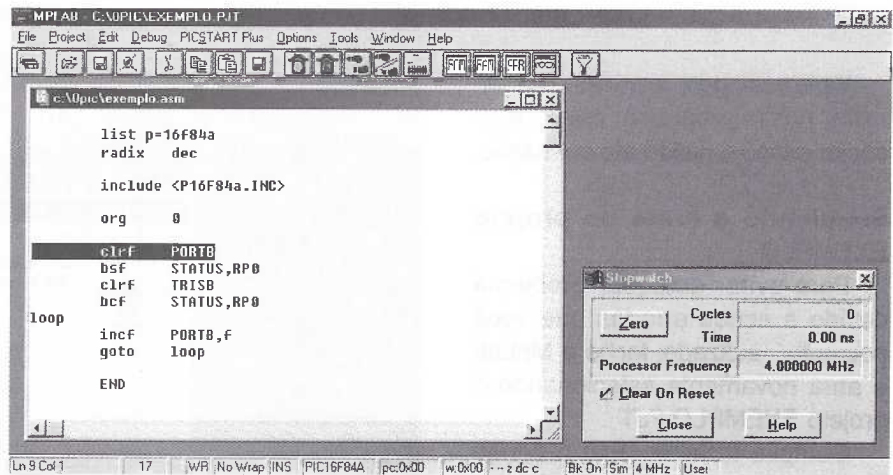 MPLAB - C:\0PIC\EXEMPLO.PJT
File Project Edit Debug PICSTART Plus Options Tools Window Help
c:\0pic\exemplo.asm
list p=16f84a
radix dec
include <P16F84a.INC>
org 0
clrf PORTB
bsf STATUS,RP0
clrf TRISB
bcf STATUS,RP0
loop
incf PORTB,f
goto loop
END
Stopwatch
Zero
Cycles 0
Time 0.00 ns
Processor Frequency 4.000000 MHz
Clear On Reset
Close Help
Ln 9 Col 1 17 WR No Wrap INS PIC16F84A pc:0x00 w:0x00 - - z dc c Bk On Sim 4 MHz User